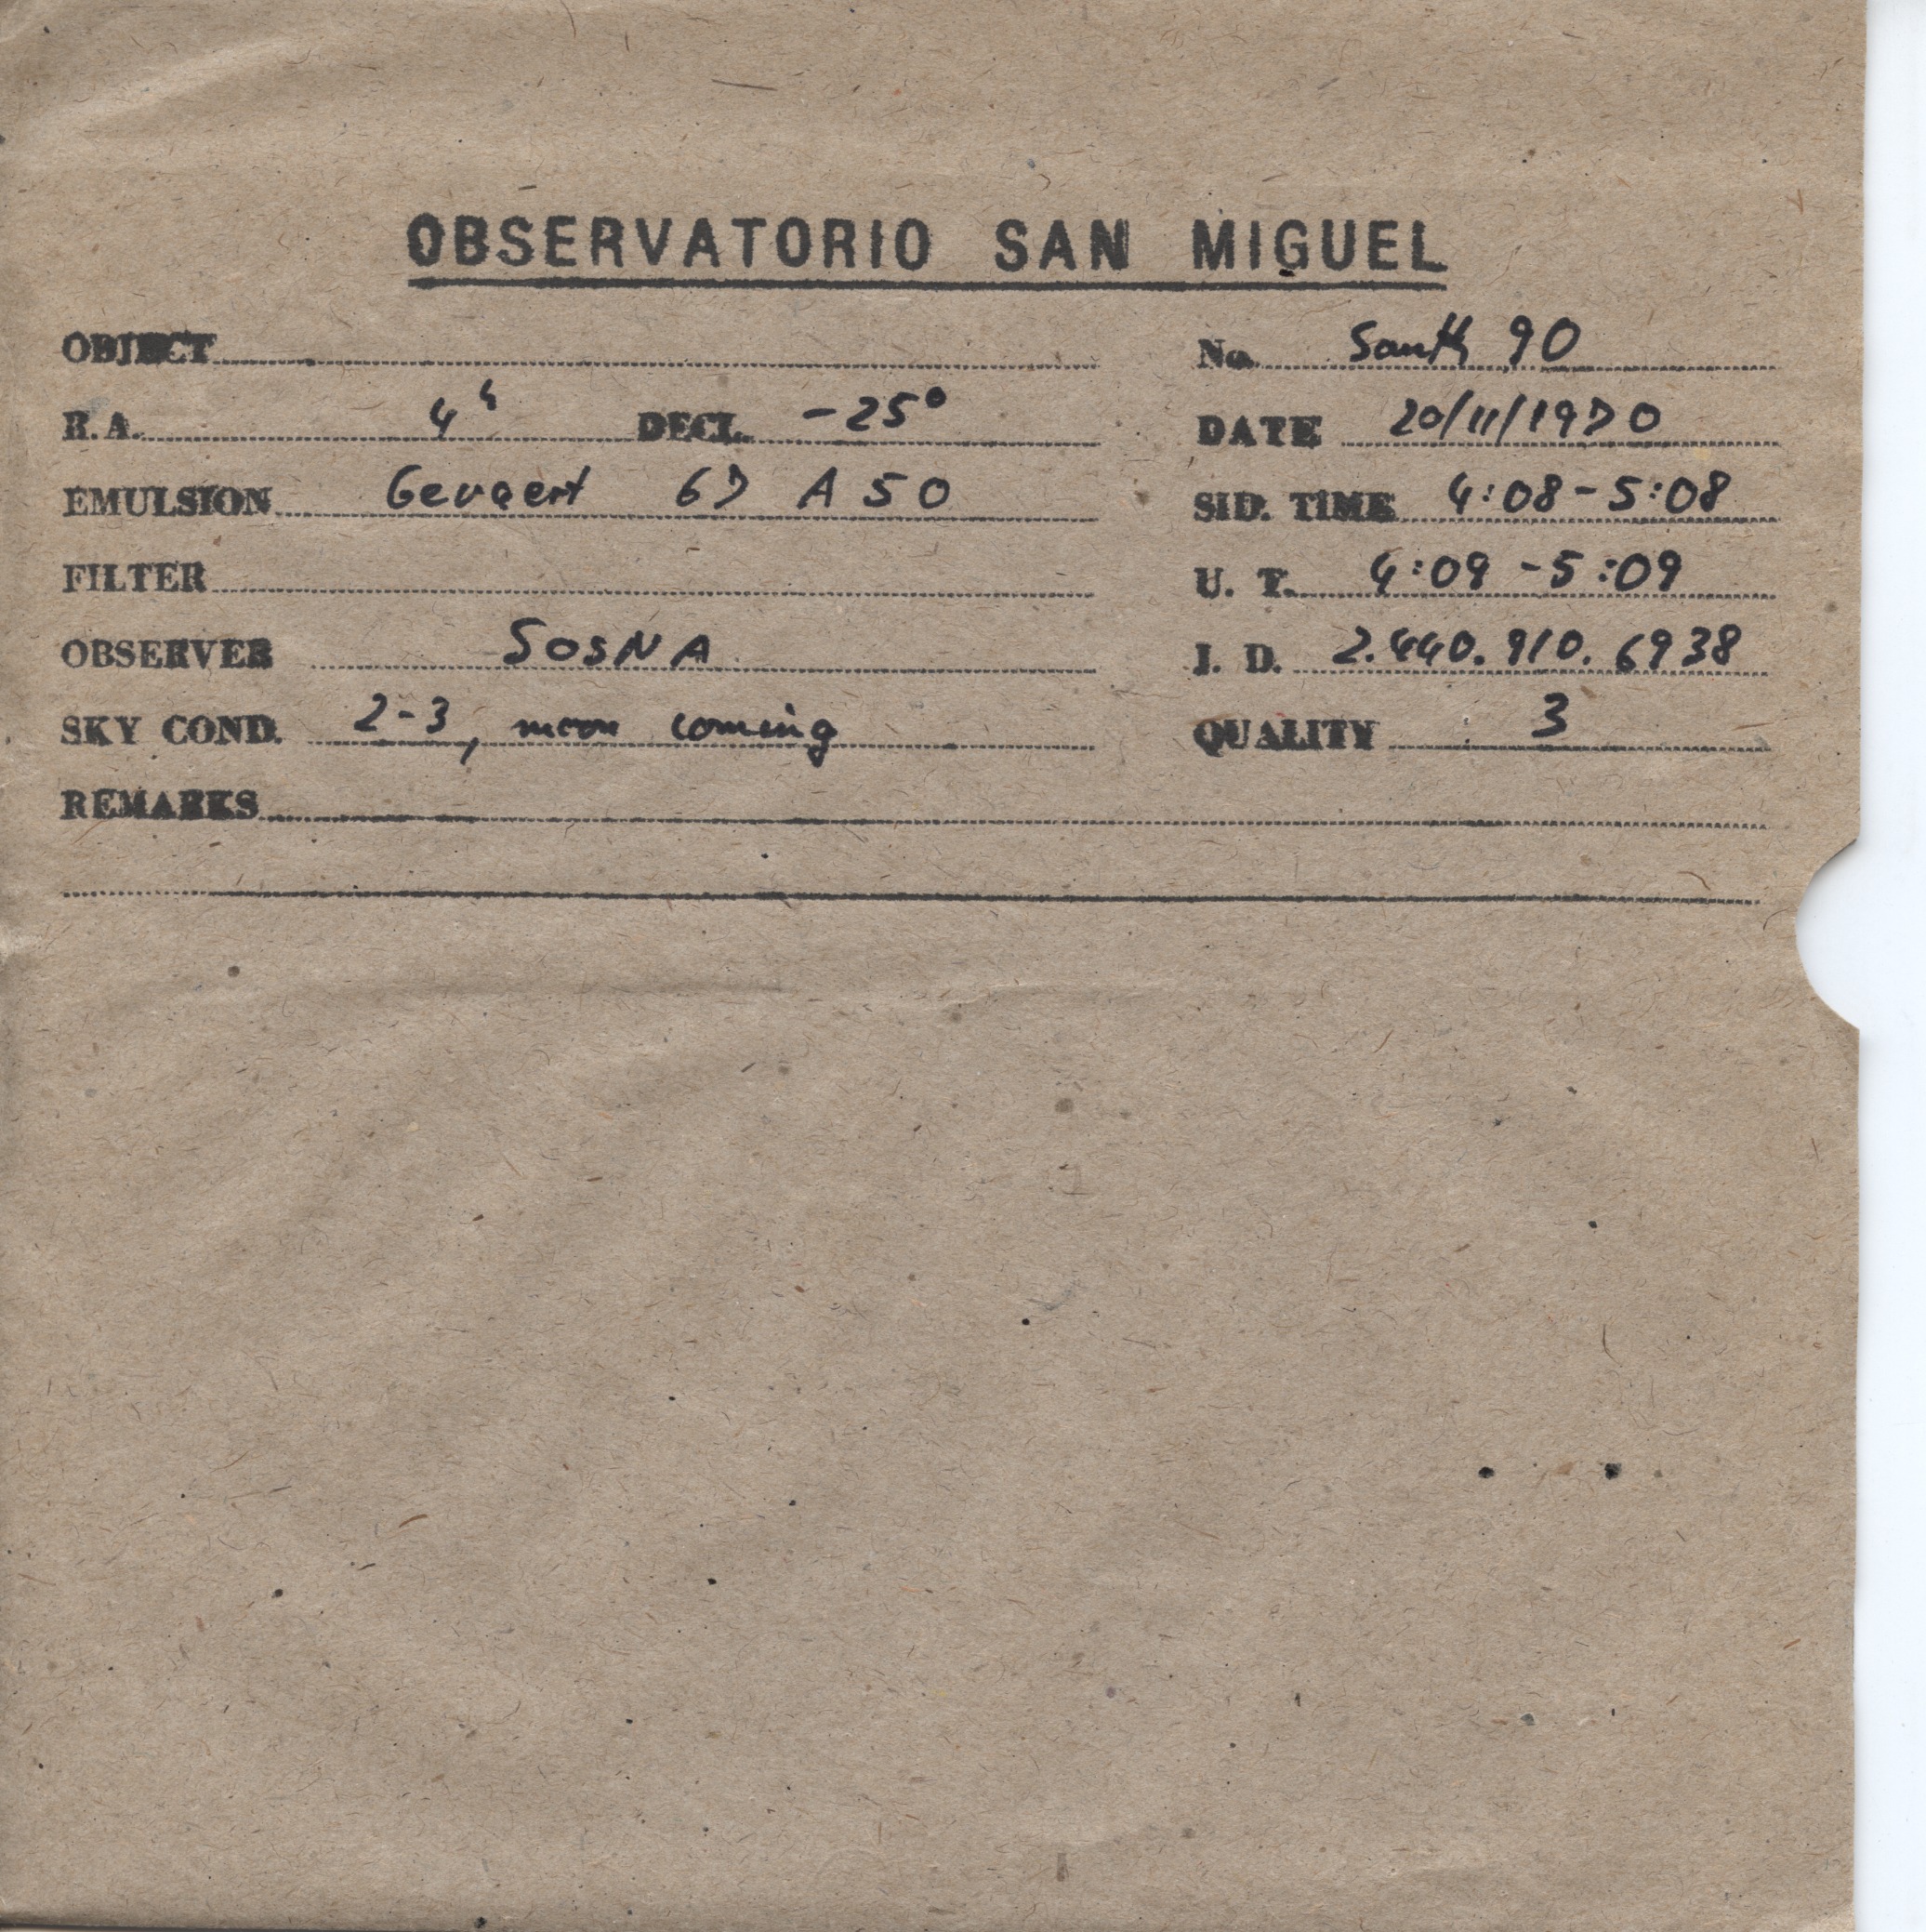 OBSERVATORIO SAN MIGUEL
OBJECT No. South 90
R.A. 4h DECL. -25° DATE 20/11/1970
EMULSION Gevaert 67 A 50 SID. TIME 4:08-5:08
FILTER U. T. 4:09-5:09
OBSERVER SOSNA J. D. 2.440.910.6938
SKY COND. 2-3, moon coming QUALITY 3
REMARKS